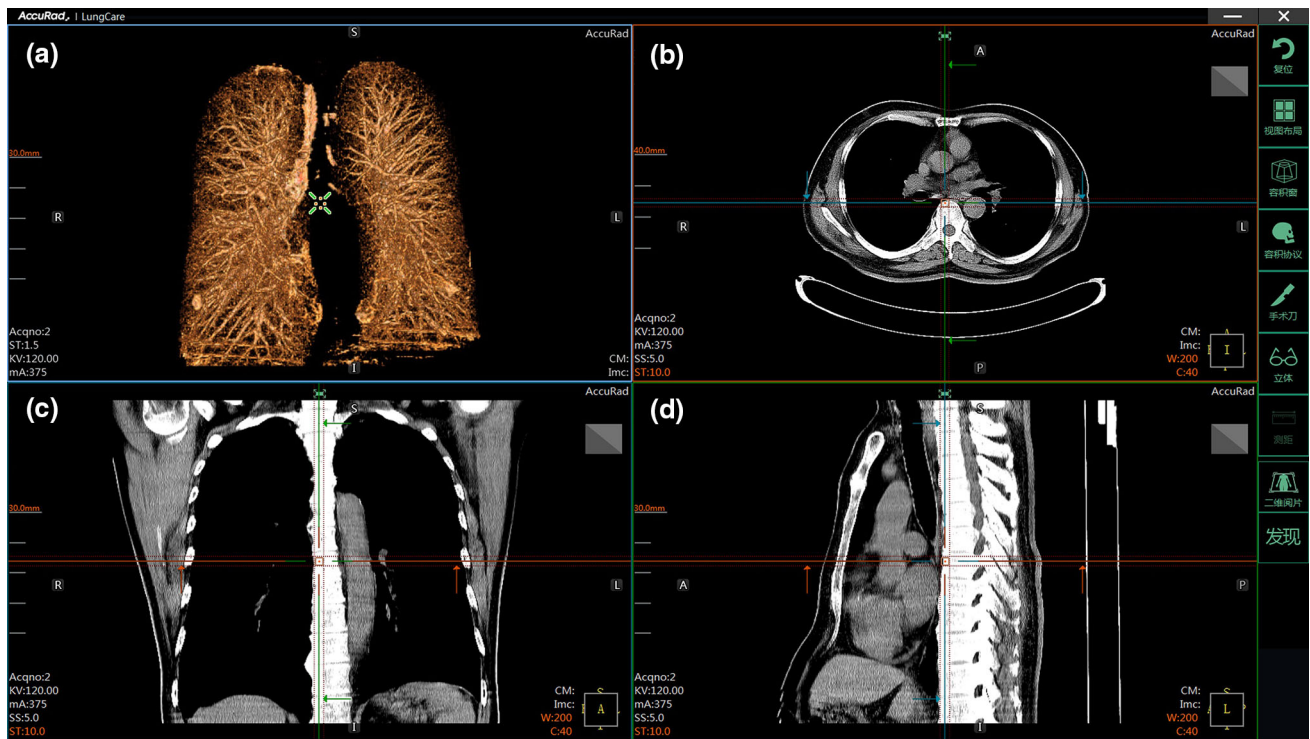 AccuRad. | LungCare
(a)
S
AccuRad
30.0mm
R
L
Acqno:2
ST:1.5
KV:120.00
mA:375
CM:
Imc:
I
(b)
A
AccuRad
40.0mm
R
L
Acqno:2
KV:120.00
mA:375
SS:5.0
ST:10.0
P
CM:
Imc:
W:200
C:40
I
(c)
S
AccuRad
30.0mm
R
L
Acqno:2
KV:120.00
mA:375
SS:5.0
ST:10.0
I
CM:
Imc:
W:200
C:40
S
A
I
(d)
S
AccuRad
30.0mm
A
P
Acqno:2
KV:120.00
mA:375
SS:5.0
ST:10.0
I
CM:
Imc:
W:200
C:40
S
L
I
复位
视图布局
容积窗
容积协议
手术刀
立体
测距
二维阅片
发现